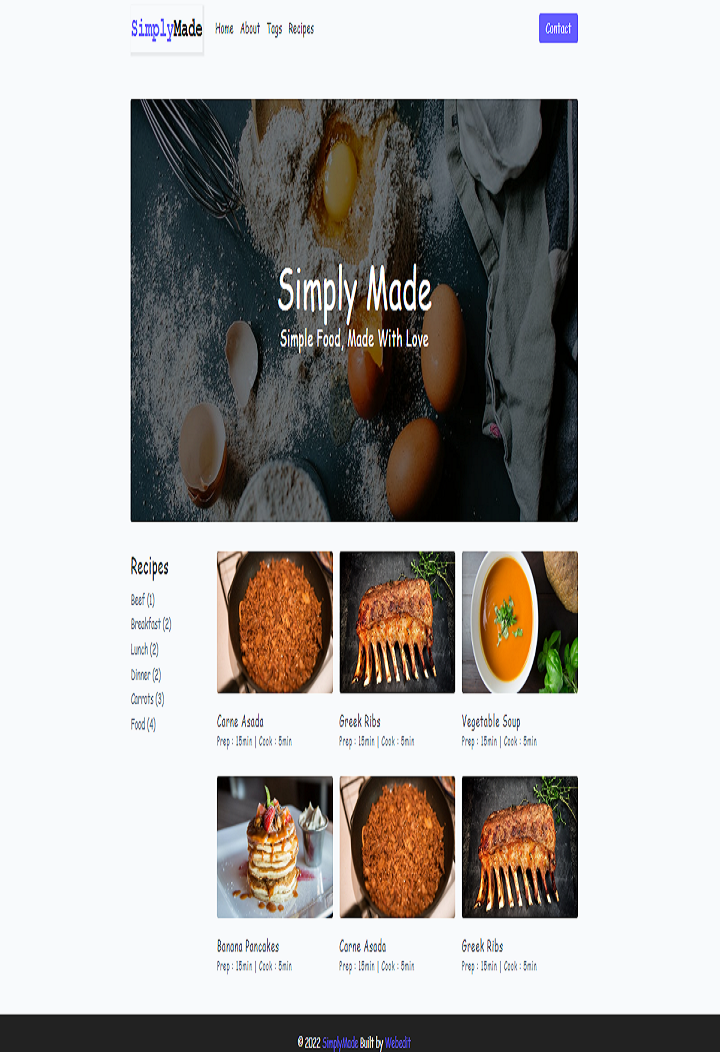 SimplyMade Home About Tags Recipes Contact
Simply Made
Simple Food, Made With Love
Recipes
Beef (1)
Breakfast (2)
Lunch (2)
Dinner (2)
Carrots (3)
Food (4)
Carne Asada
Prep : 15min | Cook : 5min
Greek Ribs
Prep : 15min | Cook : 5min
Vegetable Soup
Prep : 15min | Cook : 5min
Banana Pancakes
Prep : 15min | Cook : 5min
Carne Asada
Prep : 15min | Cook : 5min
Greek Ribs
Prep : 15min | Cook : 5min
© 2022 SimplyMade Built by Webedit